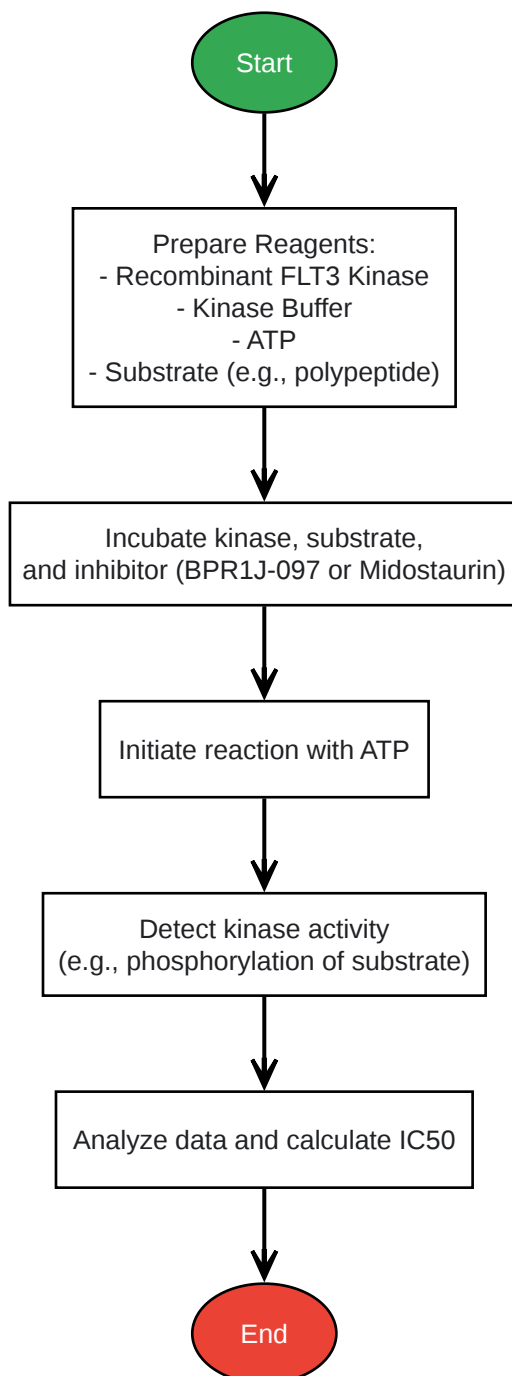 Start
Prepare Reagents:
- Recombinant FLT3 Kinase
- Kinase Buffer
- ATP
- Substrate (e.g., polypeptide)
Incubate kinase, substrate,
and inhibitor (BPR1J-097 or Midostaurin)
Initiate reaction with ATP
Detect kinase activity
(e.g., phosphorylation of substrate)
Analyze data and calculate IC50
End